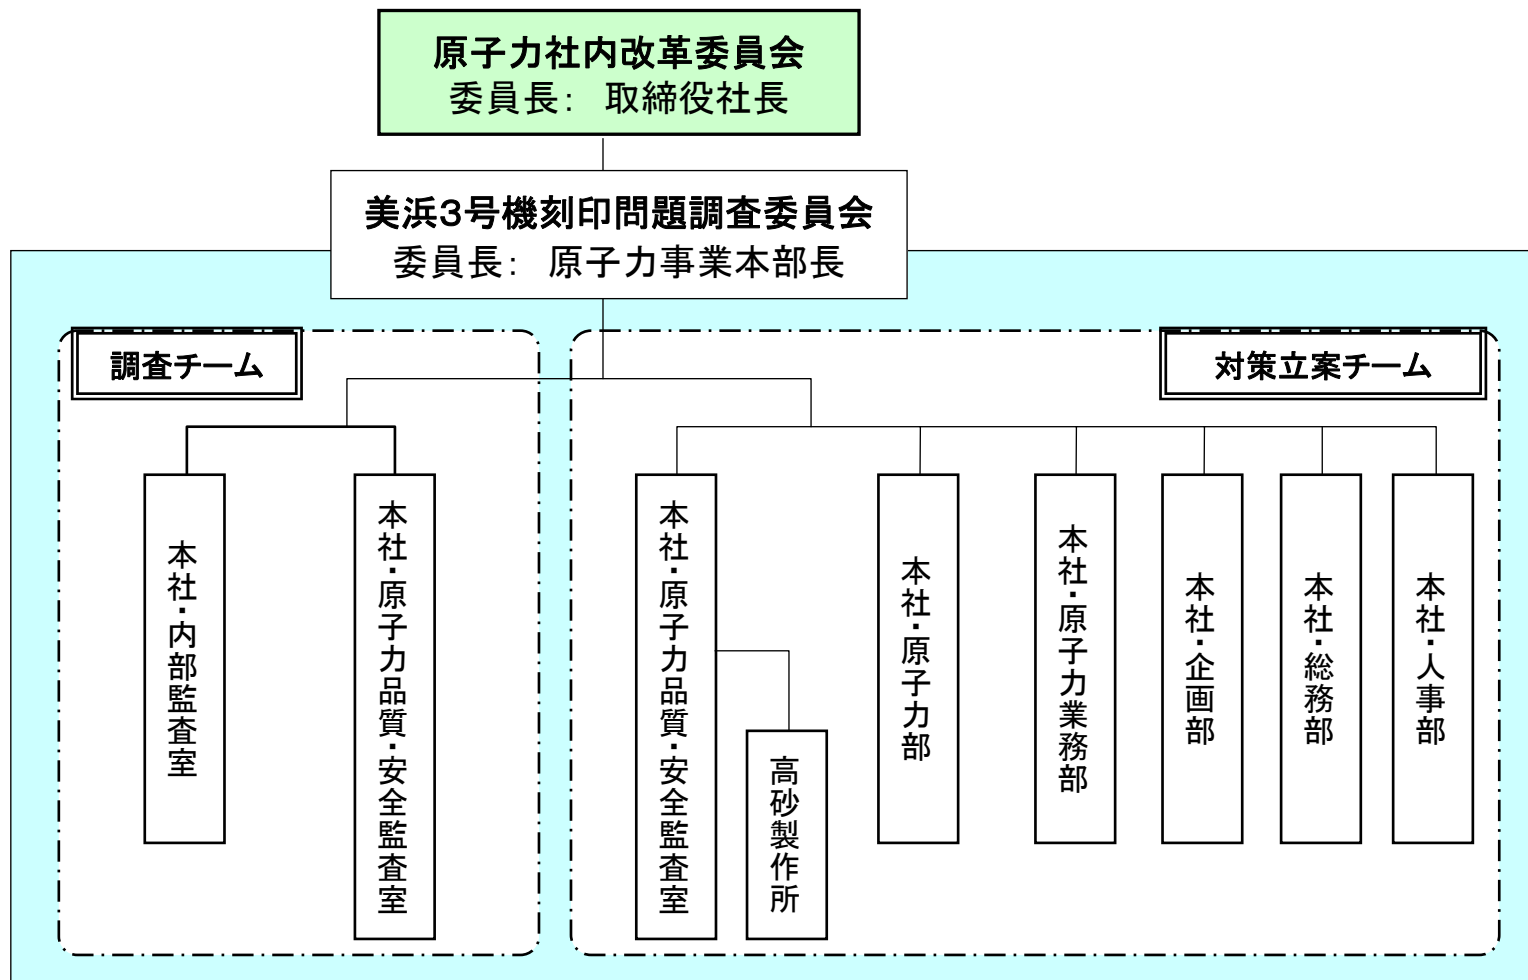 原子力社内改革委員会
委員長: 取締役社長
美浜3号機刻印問題調査委員会
委員長: 原子力事業本部長
調査チーム
対策立案チーム
本社・内部監査室
本社・原子力品質・安全監査室
本社・原子力品質・安全監査室
高砂製作所
本社・原子力部
本社・原子力業務部
本社・企画部
本社・総務部
本社・人事部